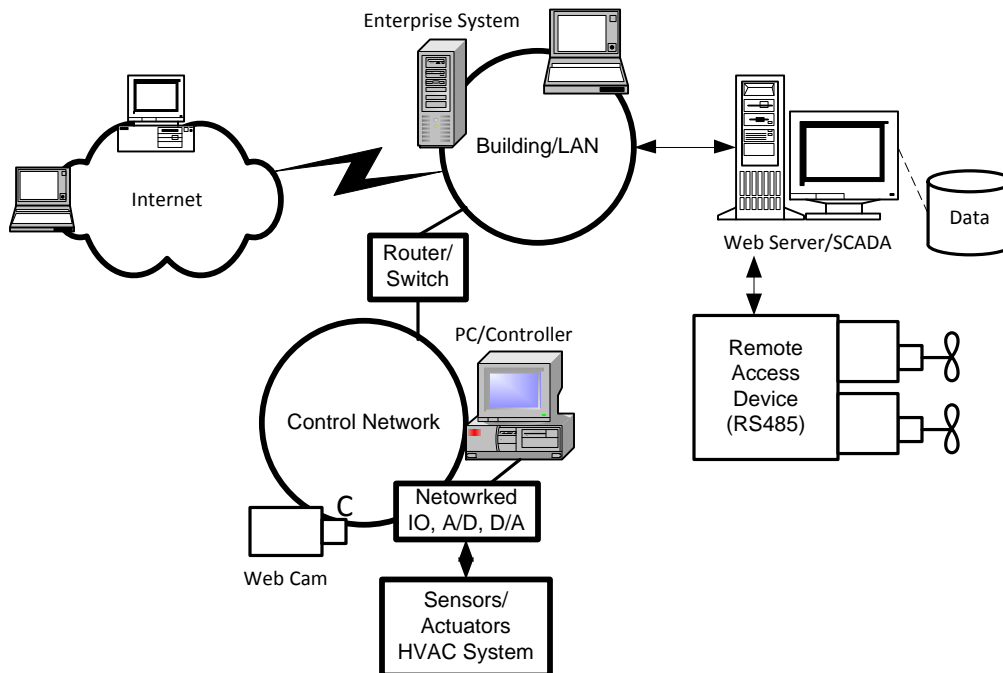 Enterprise System
Building/LAN
Internet
Data
Web Server/SCADA
Router/
Switch
PC/Controller
Remote
Access
Device
(RS485)
Control Network
C
Netowrked
IO, A/D, D/A
Web Cam
Sensors/
Actuators
HVAC System